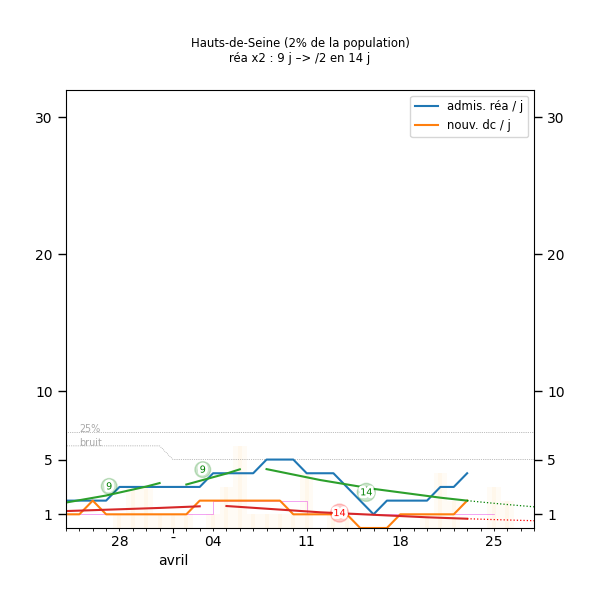 Hauts-de-Seine (2% de la population)
réa x2 : 9 j –> /2 en 14 j
admis. réa / j
nouv. dc / j
30 30
20 20
10 10
25%
bruit
5 5
9 9 14
1 14 1
28 - 04 11 18 25
avril